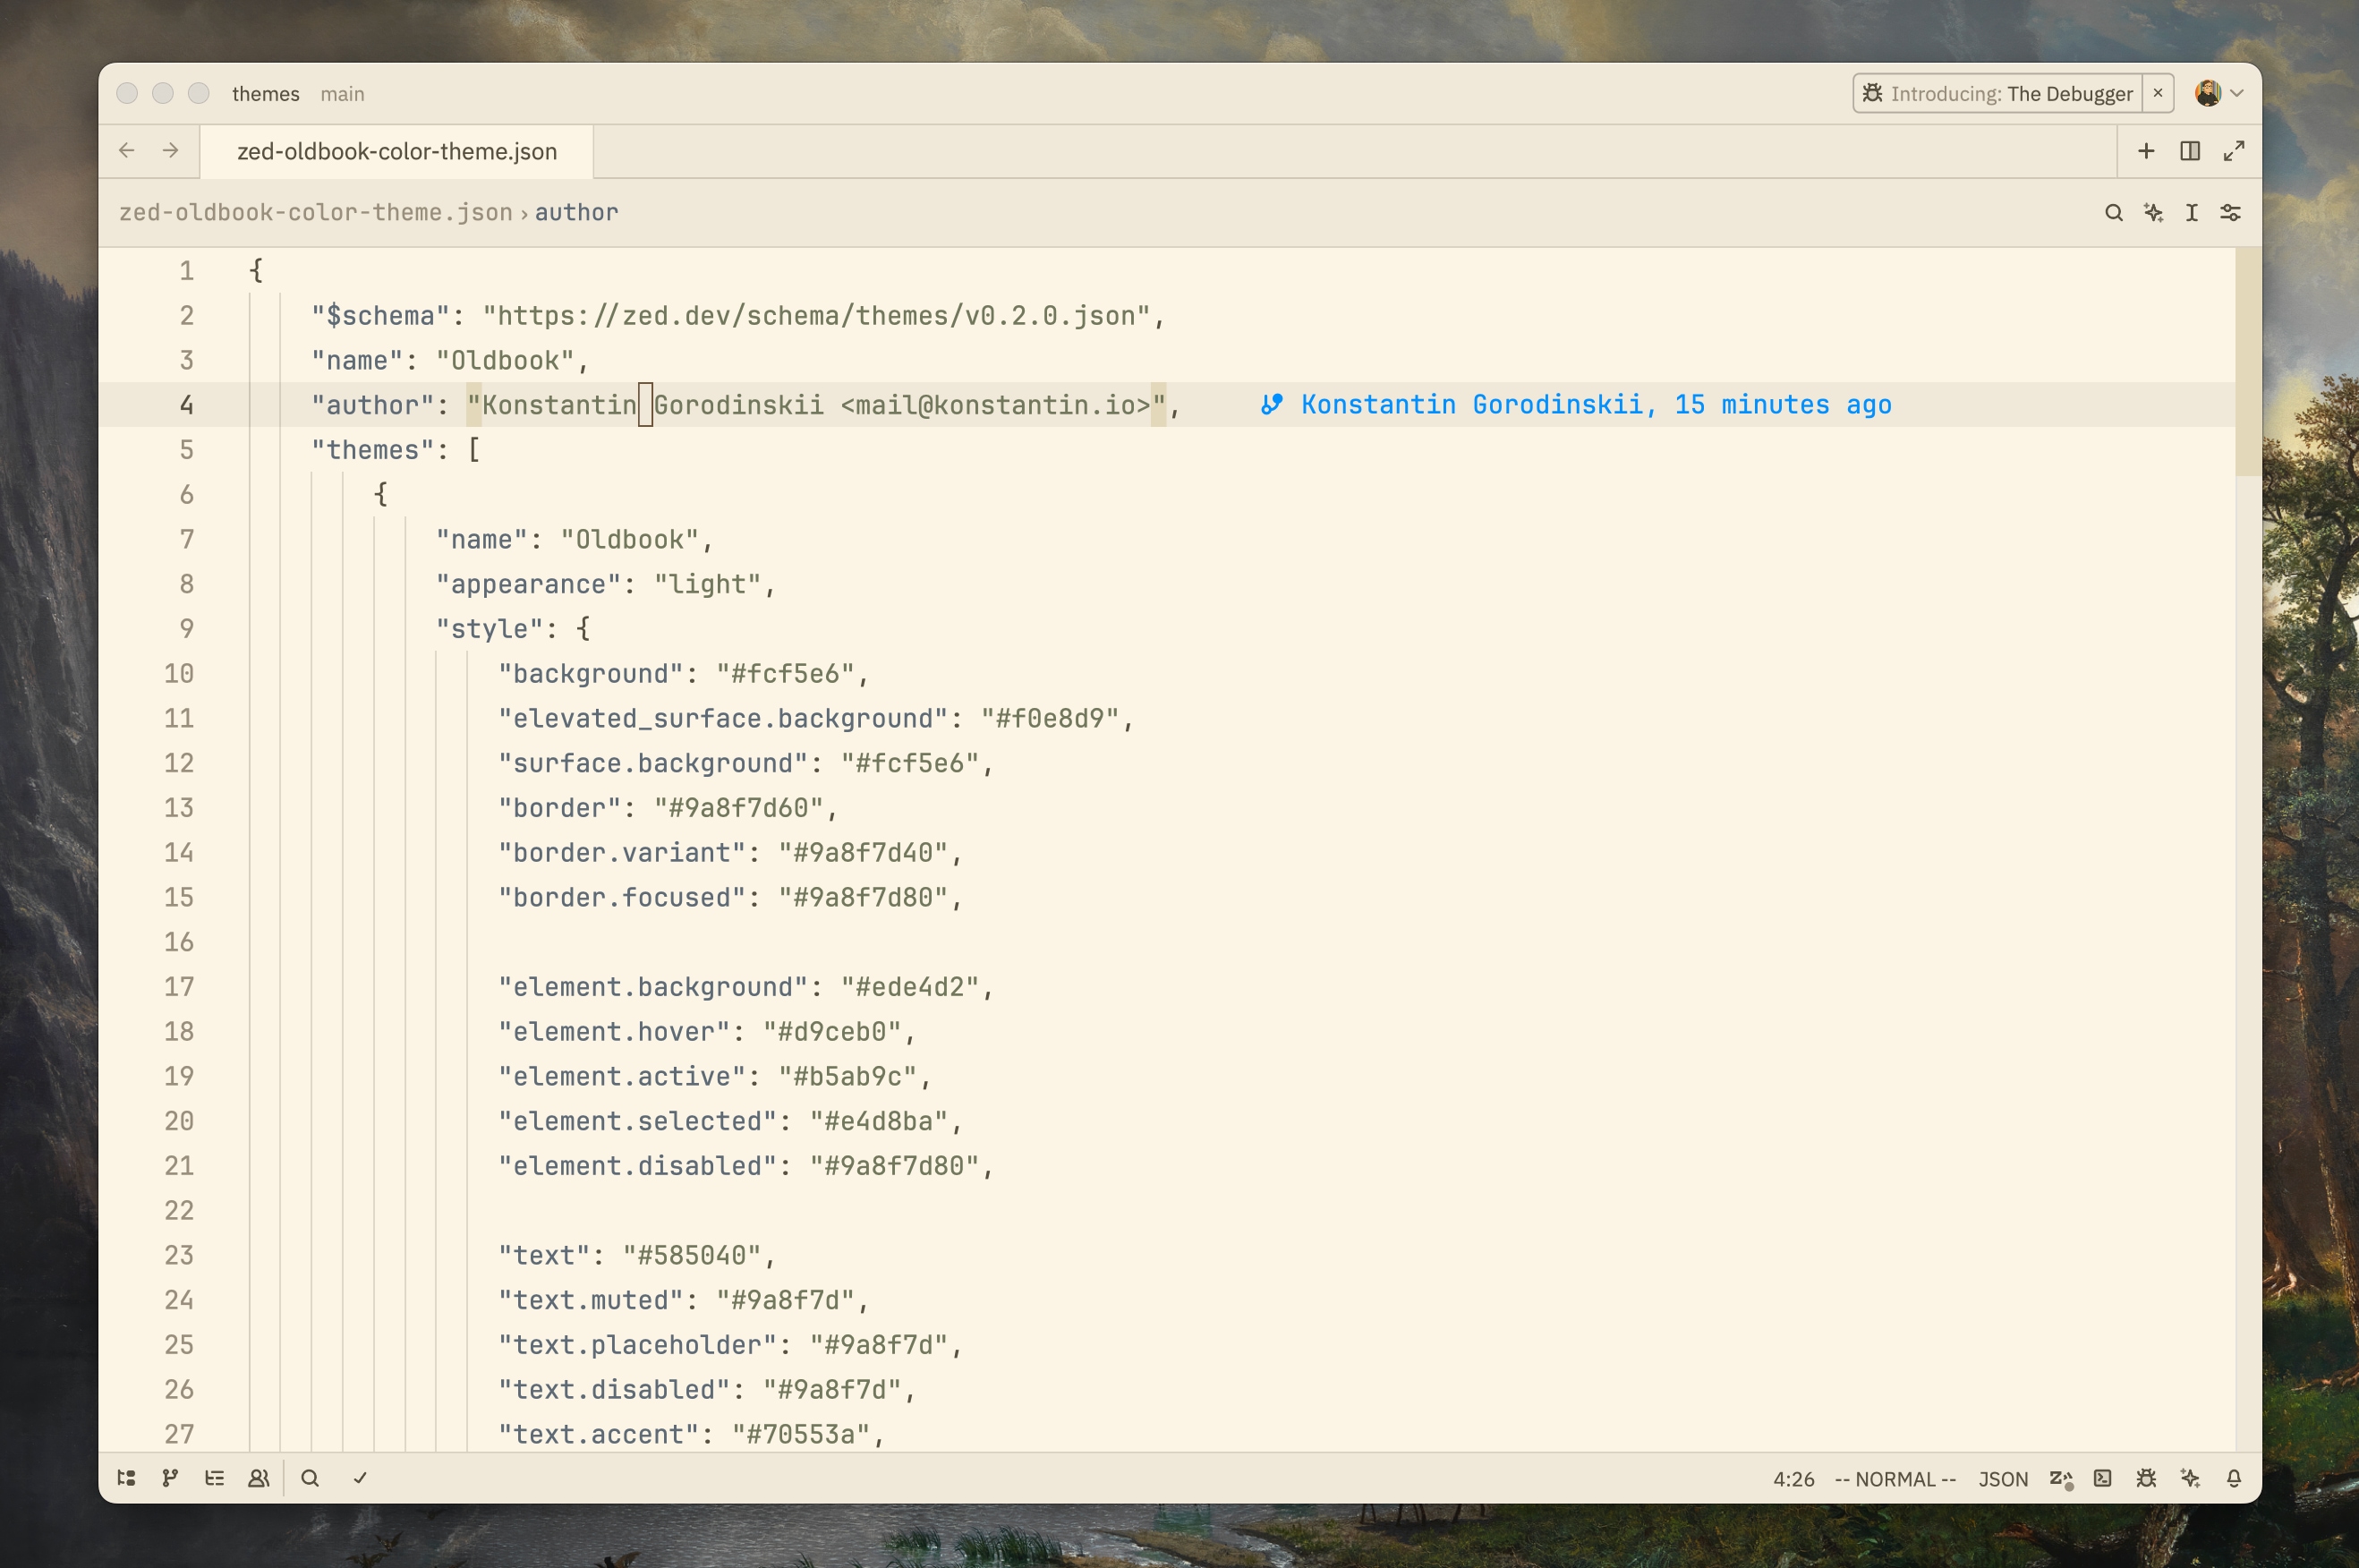 themes main Introducing: The Debugger
zed-oldbook-color-theme.json
zed-oldbook-color-theme.json › author
1 {
2 "$schema": "https://zed.dev/schema/themes/v0.2.0.json",
3 "name": "Oldbook",
4 "author": "Konstantin Gorodinskii <mail@konstantin.io>", Konstantin Gorodinskii, 15 minutes ago
5 "themes": [
6 {
7 "name": "Oldbook",
8 "appearance": "light",
9 "style": {
10 "background": "#fcf5e6",
11 "elevated_surface.background": "#f0e8d9",
12 "surface.background": "#fcf5e6",
13 "border": "#9a8f7d60",
14 "border.variant": "#9a8f7d40",
15 "border.focused": "#9a8f7d80",
16
17 "element.background": "#ede4d2",
18 "element.hover": "#d9ceb0",
19 "element.active": "#b5ab9c",
20 "element.selected": "#e4d8ba",
21 "element.disabled": "#9a8f7d80",
22
23 "text": "#585040",
24 "text.muted": "#9a8f7d",
25 "text.placeholder": "#9a8f7d",
26 "text.disabled": "#9a8f7d",
27 "text.accent": "#70553a",
4:26 -- NORMAL -- JSON